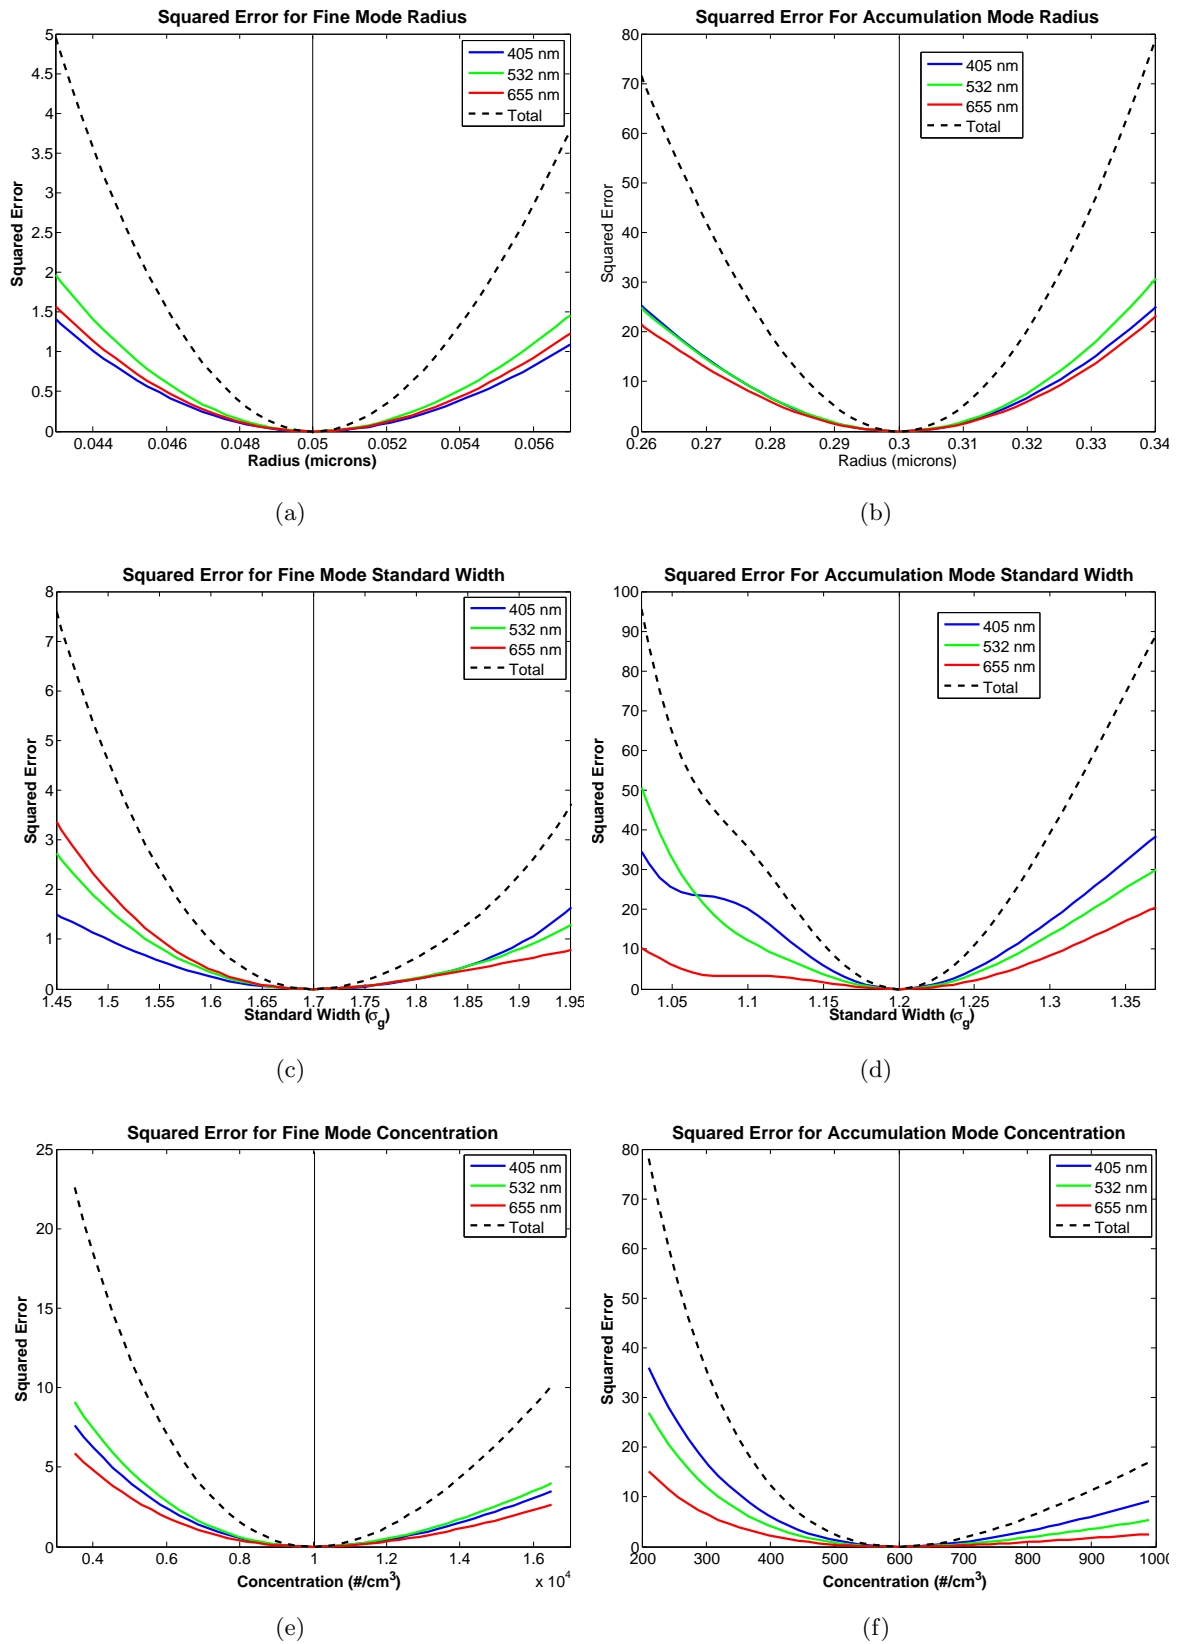 Squared Error for Fine Mode Radius
5
4.5
4
3.5
3
2.5
2
1.5
1
0.5
0
Squared Error
405 nm
532 nm
655 nm
Total
0.044 0.046 0.048 0.05 0.052 0.054 0.056
Radius (microns)
(a)
Squarred Error For Accumulation Mode Radius
80
70
60
50
40
30
20
10
0
Squared Error
405 nm
532 nm
655 nm
Total
0.26 0.27 0.28 0.29 0.3 0.31 0.32 0.33 0.34
Radius (microns)
(b)
Squared Error for Fine Mode Standard Width
8
7
6
5
4
3
2
1
0
Squared Error
405 nm
532 nm
655 nm
Total
1.45 1.5 1.55 1.6 1.65 1.7 1.75 1.8 1.85 1.9 1.95
Standard Width (σg)
(c)
Squared Error For Accumulation Mode Standard Width
100
90
80
70
60
50
40
30
20
10
0
Squared Error
405 nm
532 nm
655 nm
Total
1.05 1.1 1.15 1.2 1.25 1.3 1.35
Standard Width (σg)
(d)
Squared Error for Fine Mode Concentration
25
20
15
10
5
0
Squared Error
405 nm
532 nm
655 nm
Total
0.4 0.6 0.8 1 1.2 1.4 1.6
Concentration (#/cm³) x 10⁴
(e)
Squared Error for Accumulation Mode Concentration
80
70
60
50
40
30
20
10
0
Squarred Error
405 nm
532 nm
655 nm
Total
200 300 400 500 600 700 800 900 1000
Concentration (#/cm³)
(f)